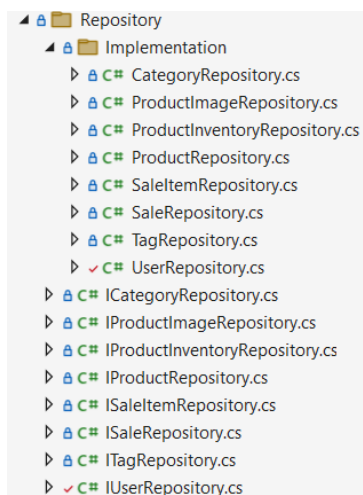 Repository
Implementation
C# CategoryRepository.cs
C# ProductImageRepository.cs
C# ProductInventoryRepository.cs
C# ProductRepository.cs
C# SaleItemRepository.cs
C# SaleRepository.cs
C# TagRepository.cs
C# UserRepository.cs
C# ICategoryRepository.cs
C# IProductImageRepository.cs
C# IProductInventoryRepository.cs
C# IProductRepository.cs
C# ISaleItemRepository.cs
C# ISaleRepository.cs
C# ITagRepository.cs
C# IUserRepository.cs